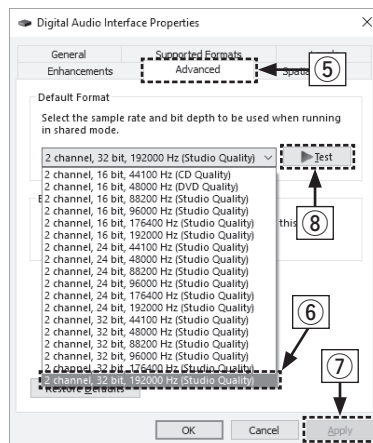 Digital Audio Interface Properties
General Supported Formats
Enhancements Advanced Spatia 5
Default Format
Select the sample rate and bit depth to be used when running
in shared mode.
2 channel, 32 bit, 192000 Hz (Studio Quality) Test
2 channel, 16 bit, 44100 Hz (CD Quality)
2 channel, 16 bit, 48000 Hz (DVD Quality)
2 channel, 16 bit, 88200 Hz (Studio Quality)
2 channel, 16 bit, 96000 Hz (Studio Quality)
2 channel, 16 bit, 176400 Hz (Studio Quality) this 8
2 channel, 16 bit, 192000 Hz (Studio Quality)
2 channel, 24 bit, 44100 Hz (Studio Quality)
2 channel, 24 bit, 48000 Hz (Studio Quality)
2 channel, 24 bit, 88200 Hz (Studio Quality)
2 channel, 24 bit, 96000 Hz (Studio Quality)
2 channel, 24 bit, 176400 Hz (Studio Quality)
2 channel, 24 bit, 192000 Hz (Studio Quality)
2 channel, 32 bit, 44100 Hz (Studio Quality)
2 channel, 32 bit, 48000 Hz (Studio Quality) 6
2 channel, 32 bit, 88200 Hz (Studio Quality)
2 channel, 32 bit, 96000 Hz (Studio Quality)
2 channel, 32 bit, 176400 Hz (Studio Quality)
2 channel, 32 bit, 192000 Hz (Studio Quality) 7
Restore Defaults
OK Cancel Apply